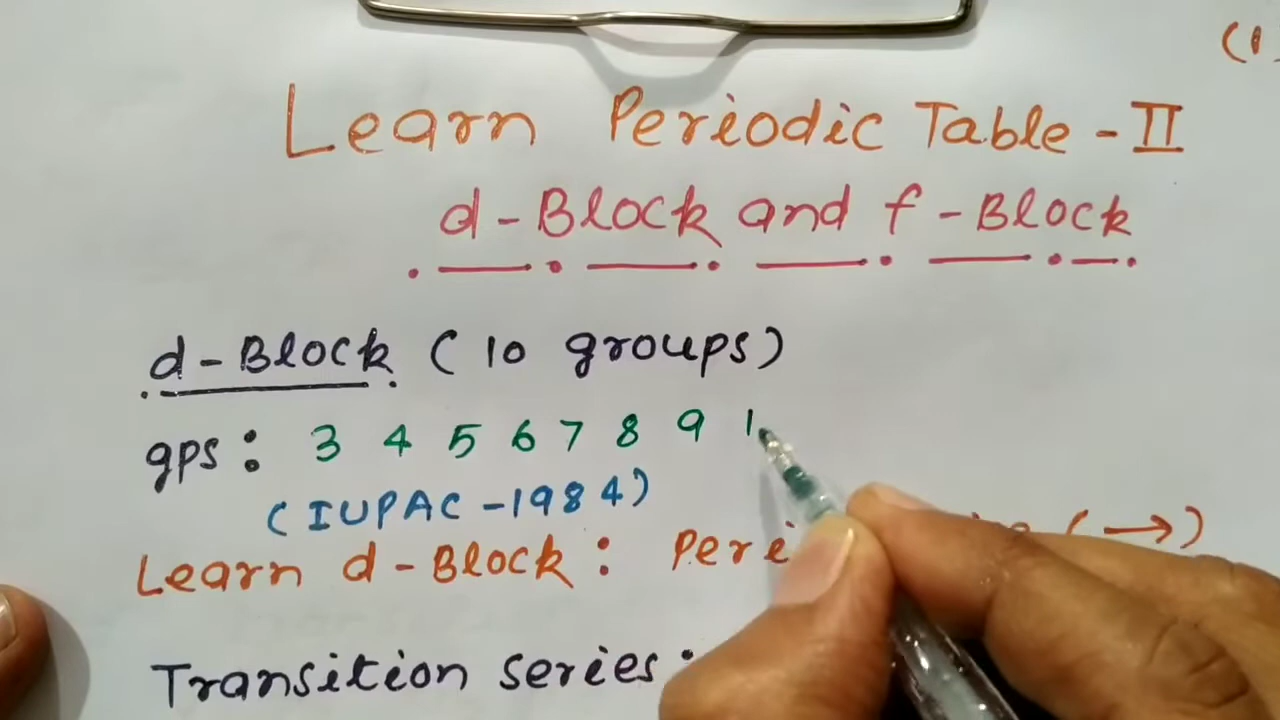 (1
Learn Periodic Table - II
d-Block and f-Block
d-Block (10 groups)
gps: 3 4 5 6 7 8 9 1
(IUPAC-1984)
Learn d-Block: (→)
Transition series: